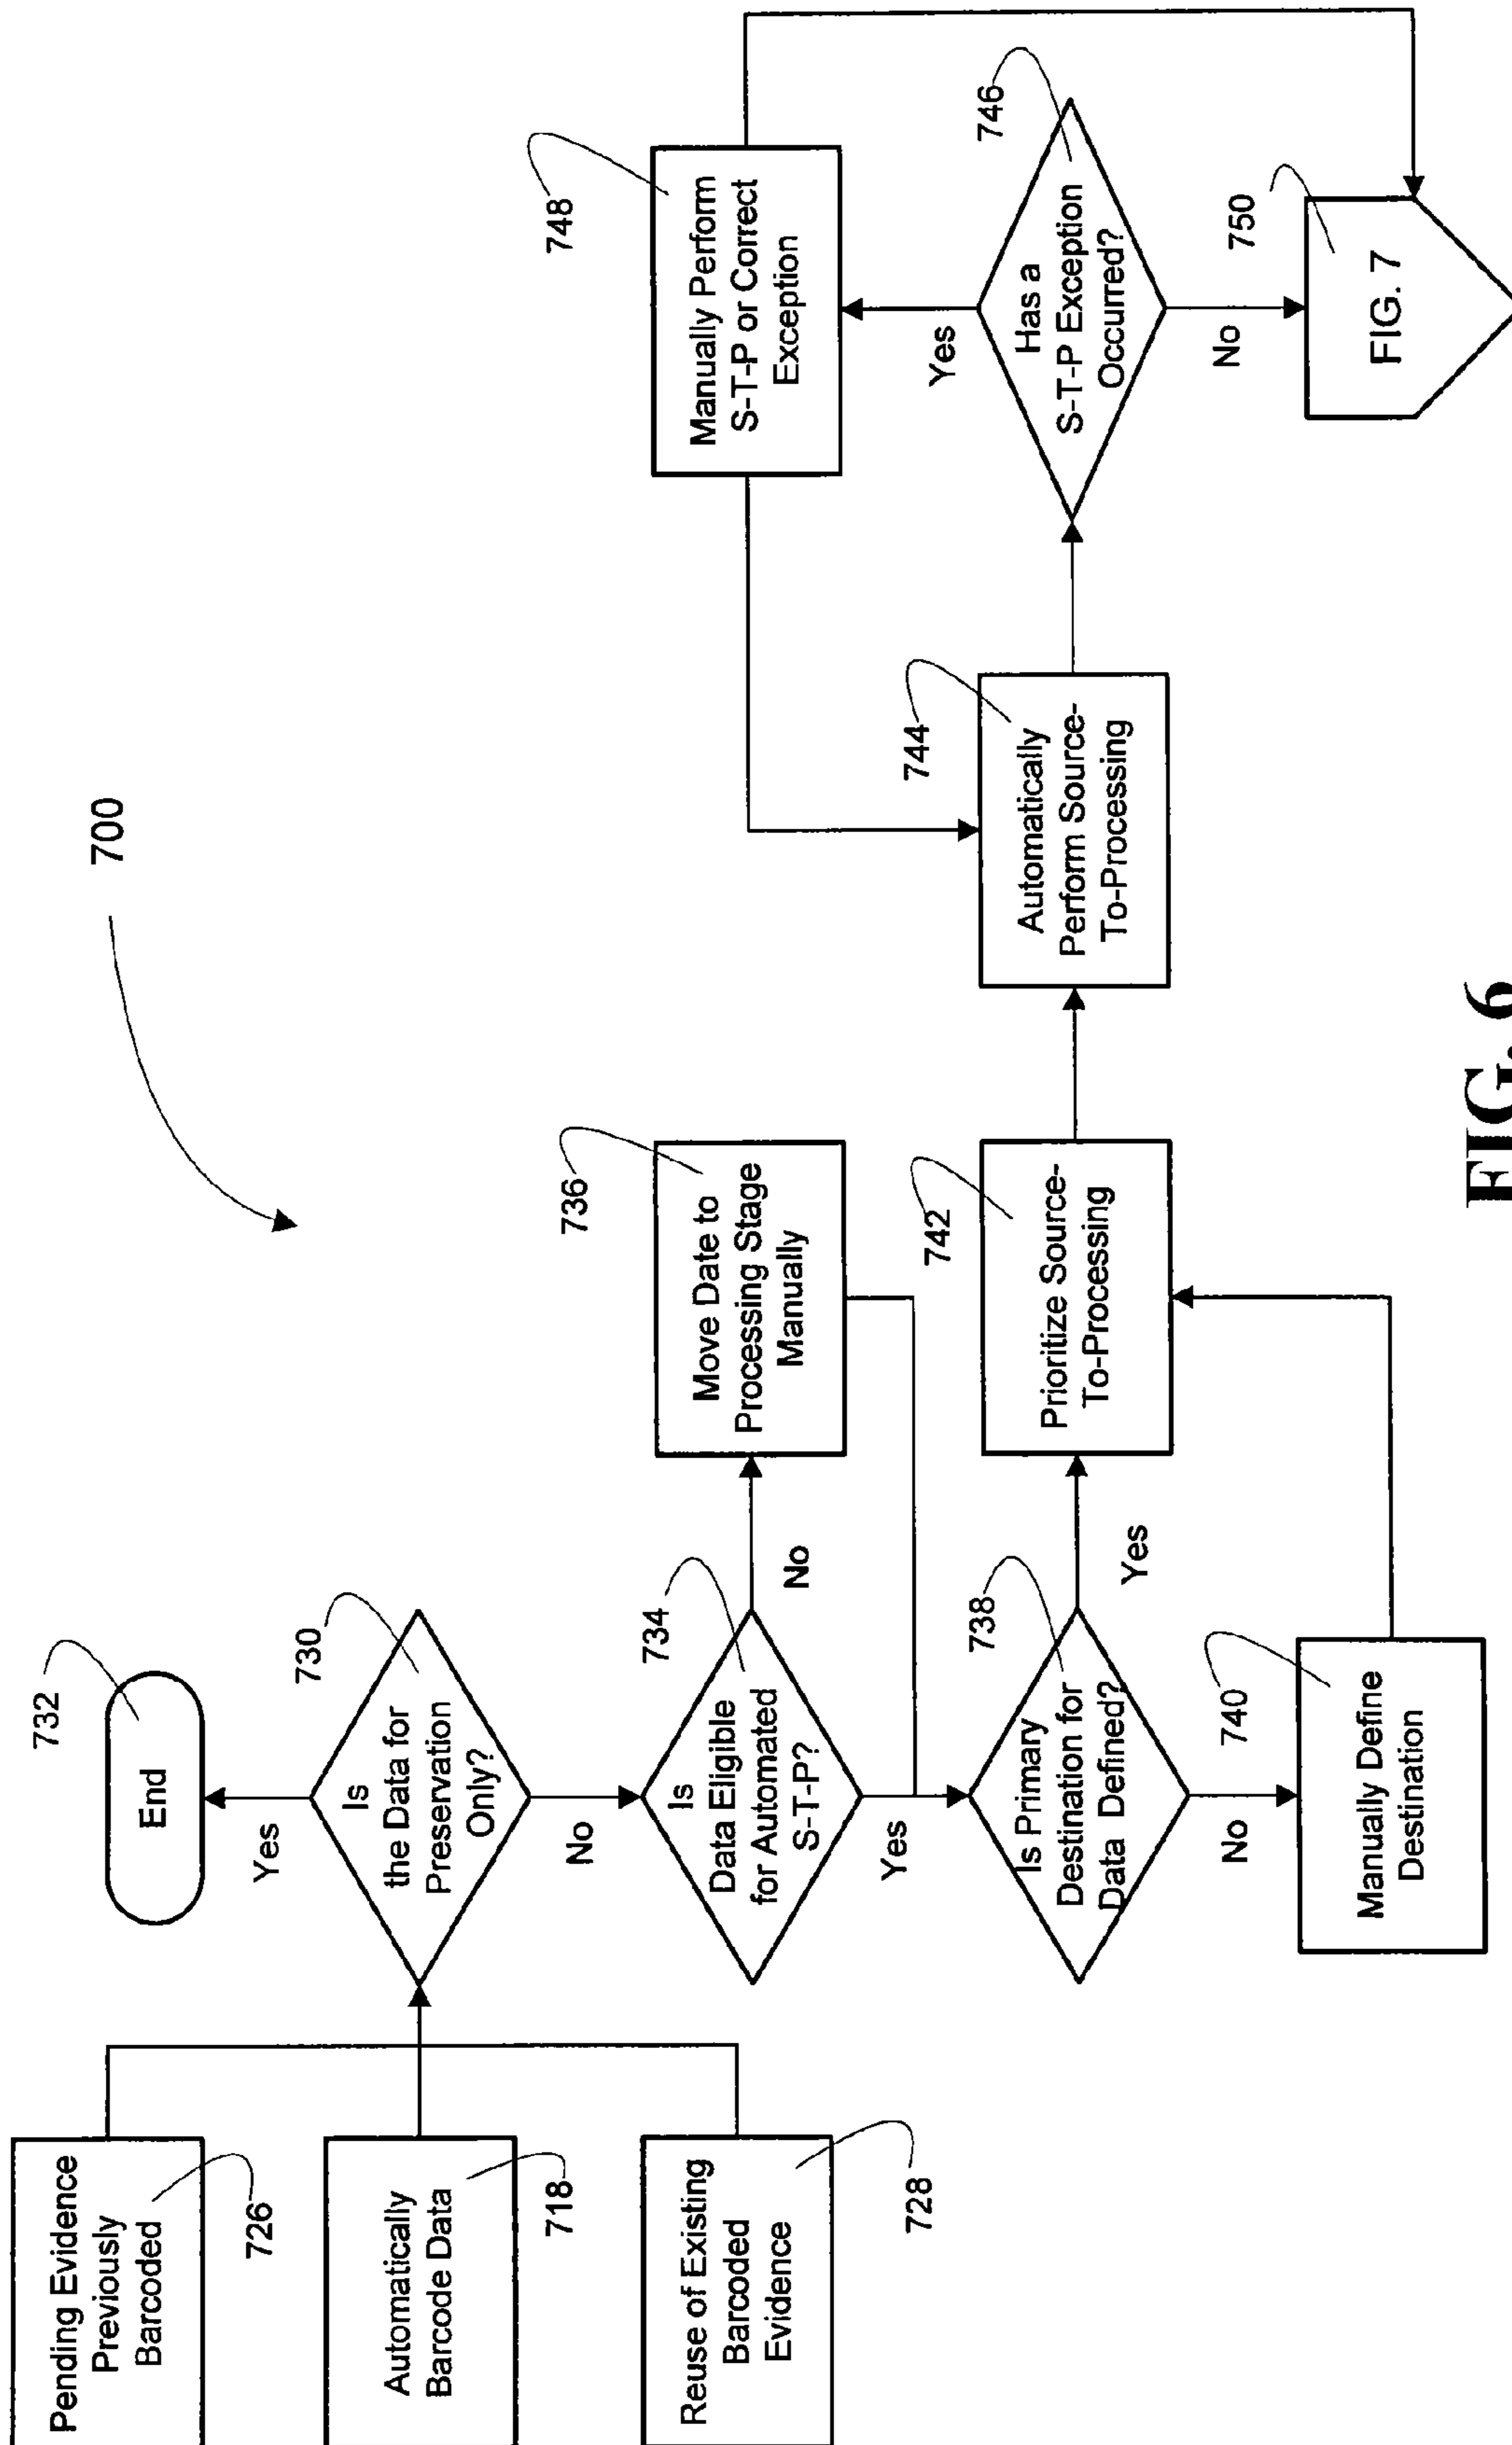 700
Pending Evidence
Previously
Barcoded
726
Automatically
Barcode Data
718
Reuse of Existing
Barcoded
Evidence
728
732
End
Yes
730
Is
the Data for
Preservation
Only?
No
734
Is
Data Eligible
for Automated
S-T-P?
No
Yes
736
Move Date to
Processing Stage
Manually
738
Is Primary
Destination for
Data Defined?
Yes
No
740
Manually Define
Destination
742
Prioritize Source-
To-Processing
744
Automatically
Perform Source-
To-Processing
748
Manually Perform
S-T-P or Correct
Exception
Yes
746
Has a
S-T-P Exception
Occurred?
No
750
FIG. 7
FIG. 6